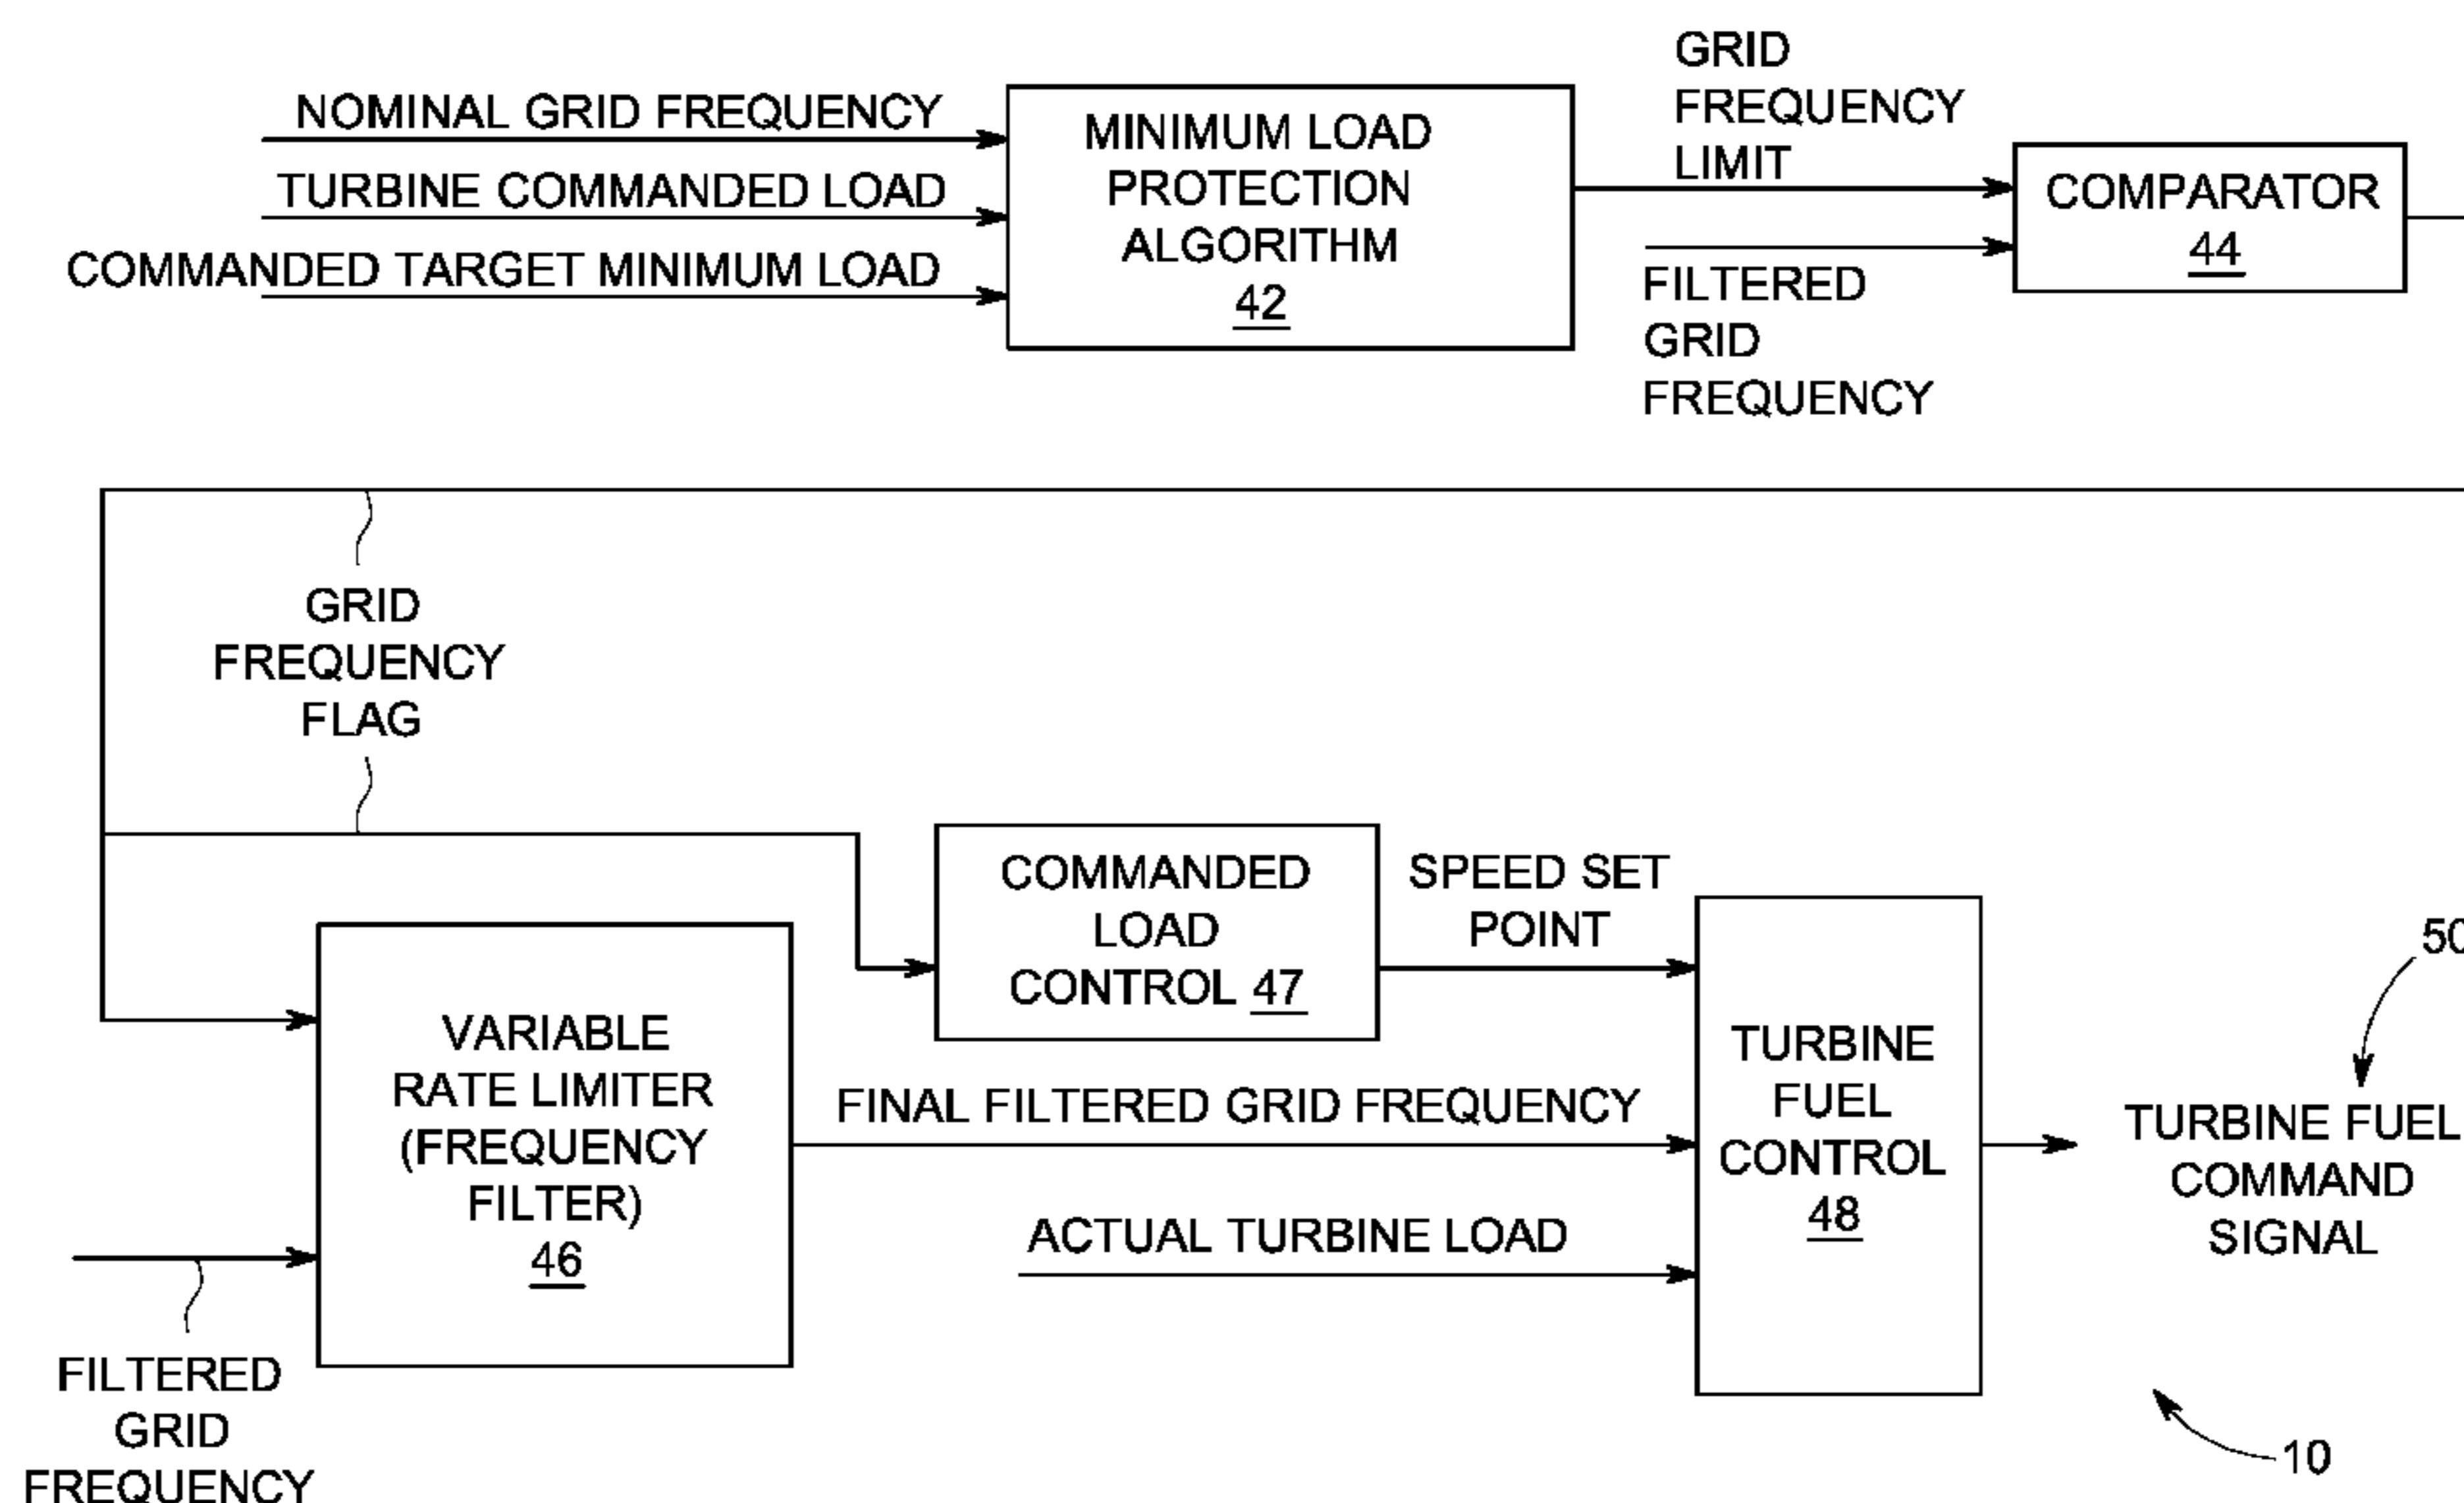 NOMINAL GRID FREQUENCY
TURBINE COMMANDED LOAD
COMMANDED TARGET MINIMUM LOAD
MINIMUM LOAD
PROTECTION
ALGORITHM
42
GRID
FREQUENCY
LIMIT
FILTERED
GRID
FREQUENCY
COMPARATOR
44
GRID
FREQUENCY
FLAG
COMMANDED
LOAD
CONTROL 47
SPEED SET
POINT
VARIABLE
RATE LIMITER
(FREQUENCY
FILTER)
46
FILTERED
GRID
FREQUENCY
FINAL FILTERED GRID FREQUENCY
ACTUAL TURBINE LOAD
TURBINE
FUEL
CONTROL
48
50
TURBINE FUEL
COMMAND
SIGNAL
10